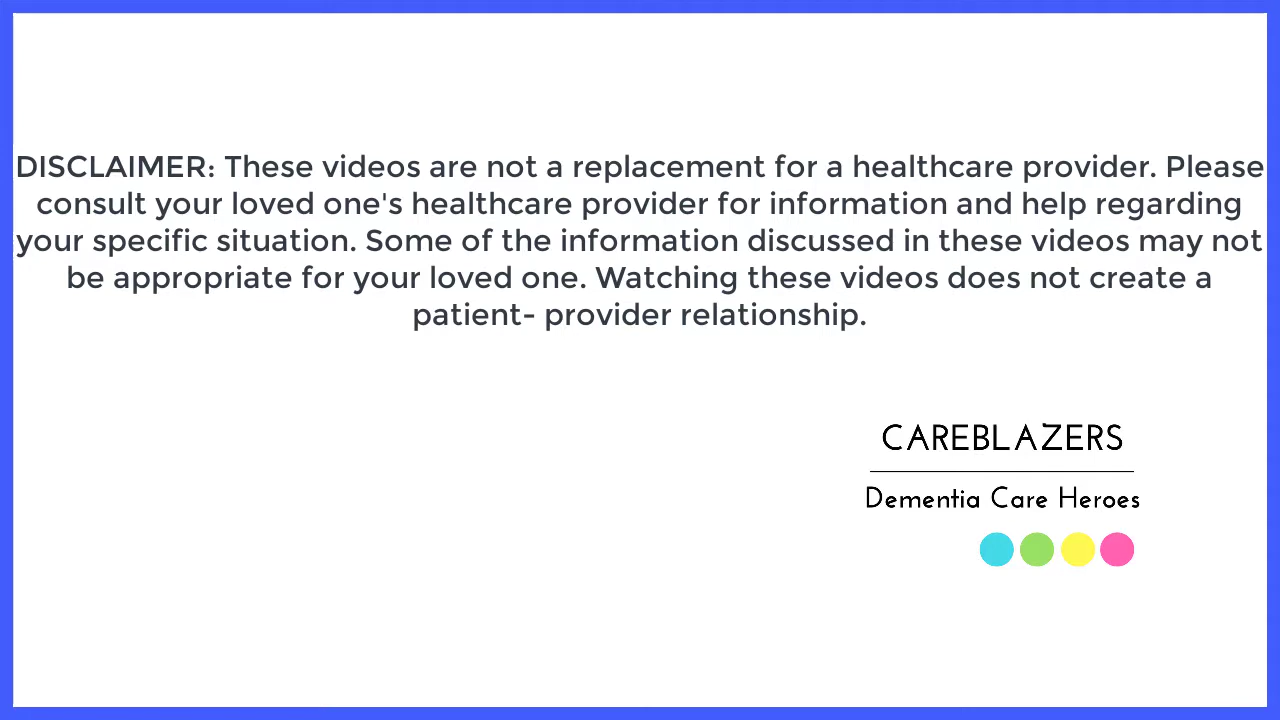 DISCLAIMER: These videos are not a replacement for a healthcare provider. Please
consult your loved one's healthcare provider for information and help regarding
your specific situation. Some of the information discussed in these videos may not
be appropriate for your loved one. Watching these videos does not create a
patient- provider relationship.
CAREBLAZERS
Dementia Care Heroes